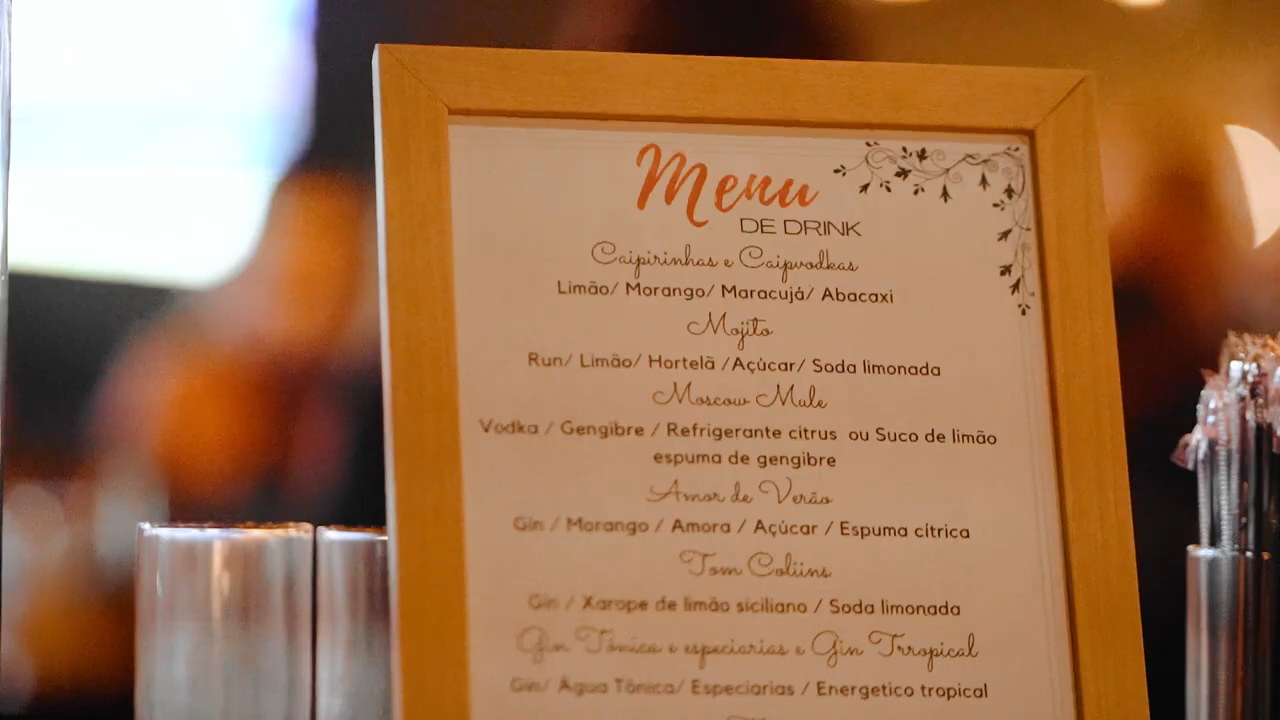 Menu
DE DRINK
Caipirinhas e Caipvodkas
Limão/ Morango/ Maracujá/ Abacaxi
Mojito
Run/ Limão/ Hortelã /Açúcar/ Soda limonada
Moscow Mule
Vodka / Gengibre / Refrigerante citrus ou Suco de limão
espuma de gengibre
Amor de Verão
Gin / Morango / Amora / Açúcar / Espuma cítrica
Tom Coliins
Gin / Xarope de limão siciliano / Soda limonada
Gin Tônica e especiarias e Gin Trropical
Gin/ Água Tônica/ Especiarias / Energetico tropical